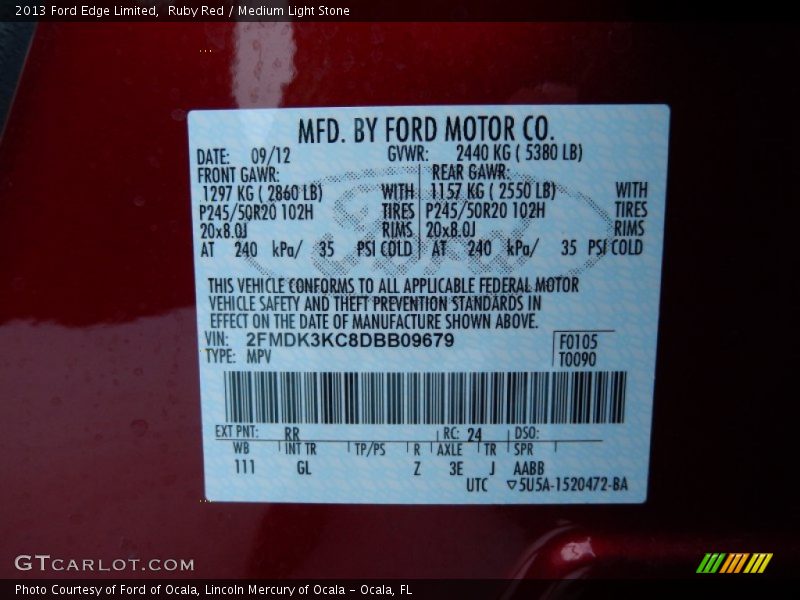 2013 Ford Edge Limited,  Ruby Red / Medium Light Stone
MFD. BY FORD MOTOR CO.
DATE: 09/12 GVWR: 2440 KG ( 5380 LB)
FRONT GAWR: REAR GAWR:
1297 KG ( 2860 LB) WITH 1157 KG ( 2550 LB) WITH
P245/50R20 102H TIRES P245/50R20 102H TIRES
20x8.0J RIMS 20x8.0J RIMS
AT 240 kPa/ 35 PSI COLD AT 240 kPa/ 35 PSI COLD
THIS VEHICLE CONFORMS TO ALL APPLICABLE FEDERAL MOTOR
VEHICLE SAFETY AND THEFT PREVENTION STANDARDS IN
EFFECT ON THE DATE OF MANUFACTURE SHOWN ABOVE.
VIN: 2FMDK3KC8DBB09679 F0105
TYPE: MPV T0090
EXT PNT: RR RC: 24 DSO:
WB INT TR TP/PS R AXLE TR SPR
111 GL Z 3E J AABB
UTC ▽5U5A-1520472-BA
GTCARLOT.COM
Photo Courtesy of Ford of Ocala, Lincoln Mercury of Ocala - Ocala, FL